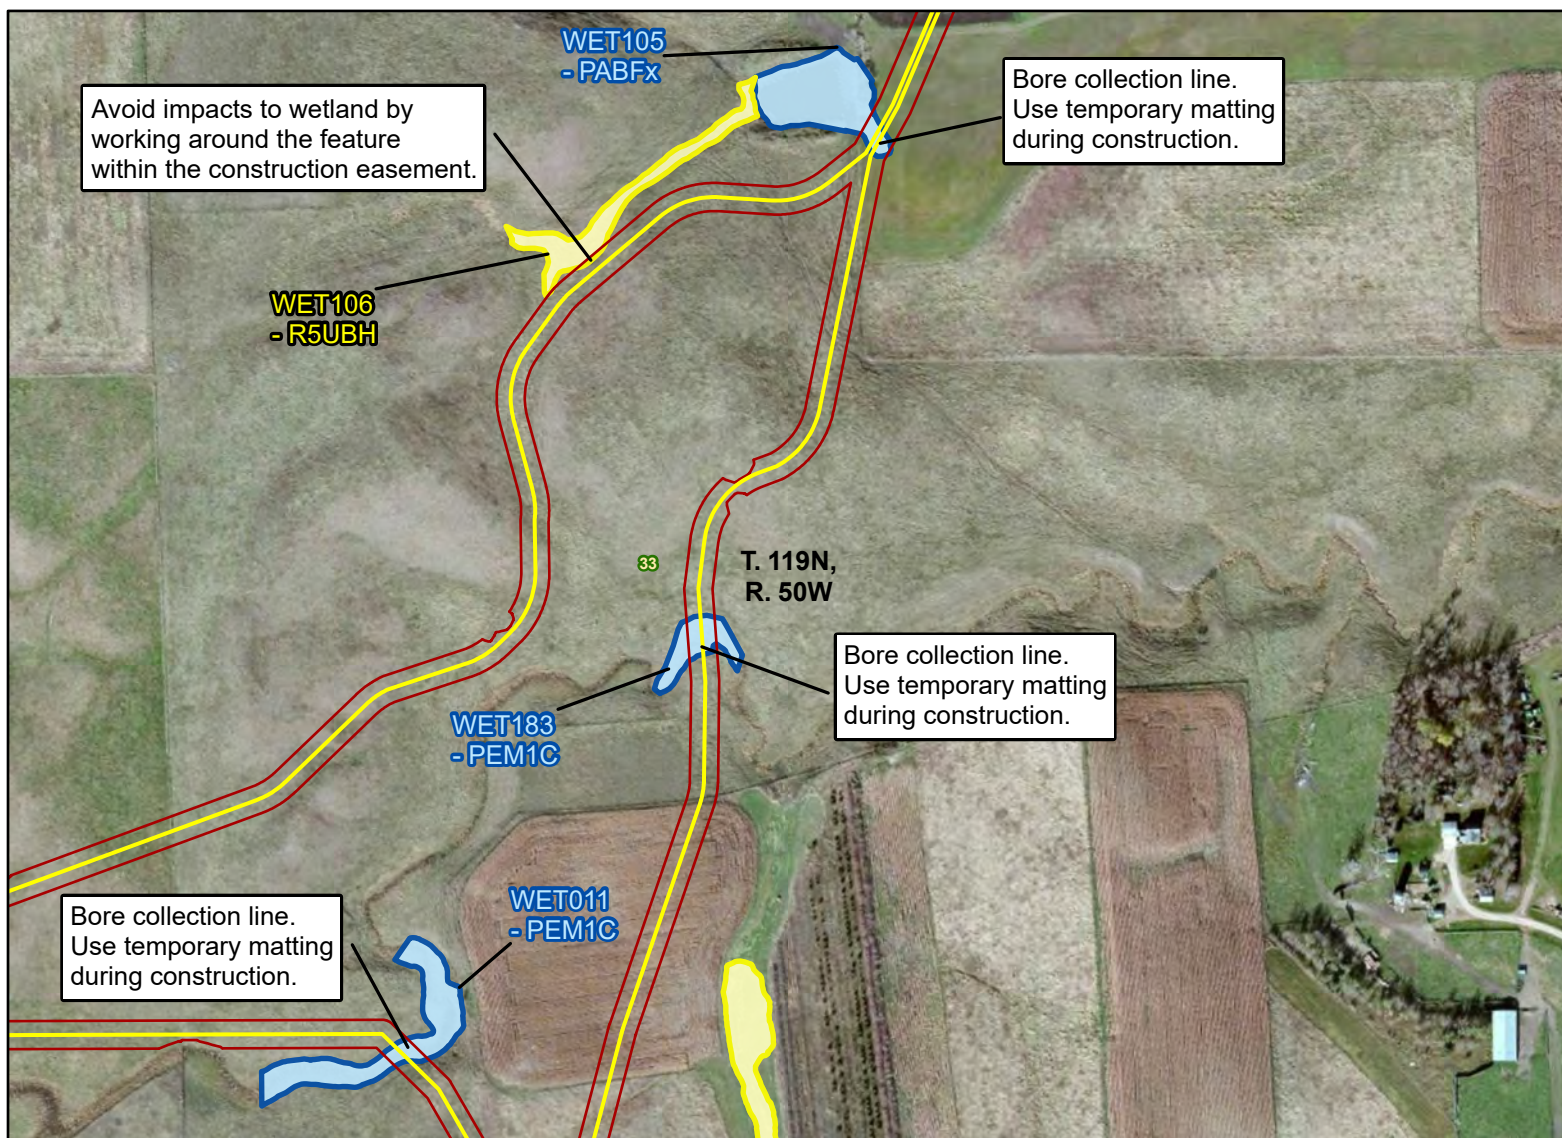 WET105
- PABFx
Bore collection line.
Use temporary matting
during construction.
Avoid impacts to wetland by
working around the feature
within the construction easement.
WET106
- R5UBH
33
T. 119N,
R. 50W
Bore collection line.
Use temporary matting
during construction.
WET183
- PEM1C
WET011
- PEM1C
Bore collection line.
Use temporary matting
during construction.